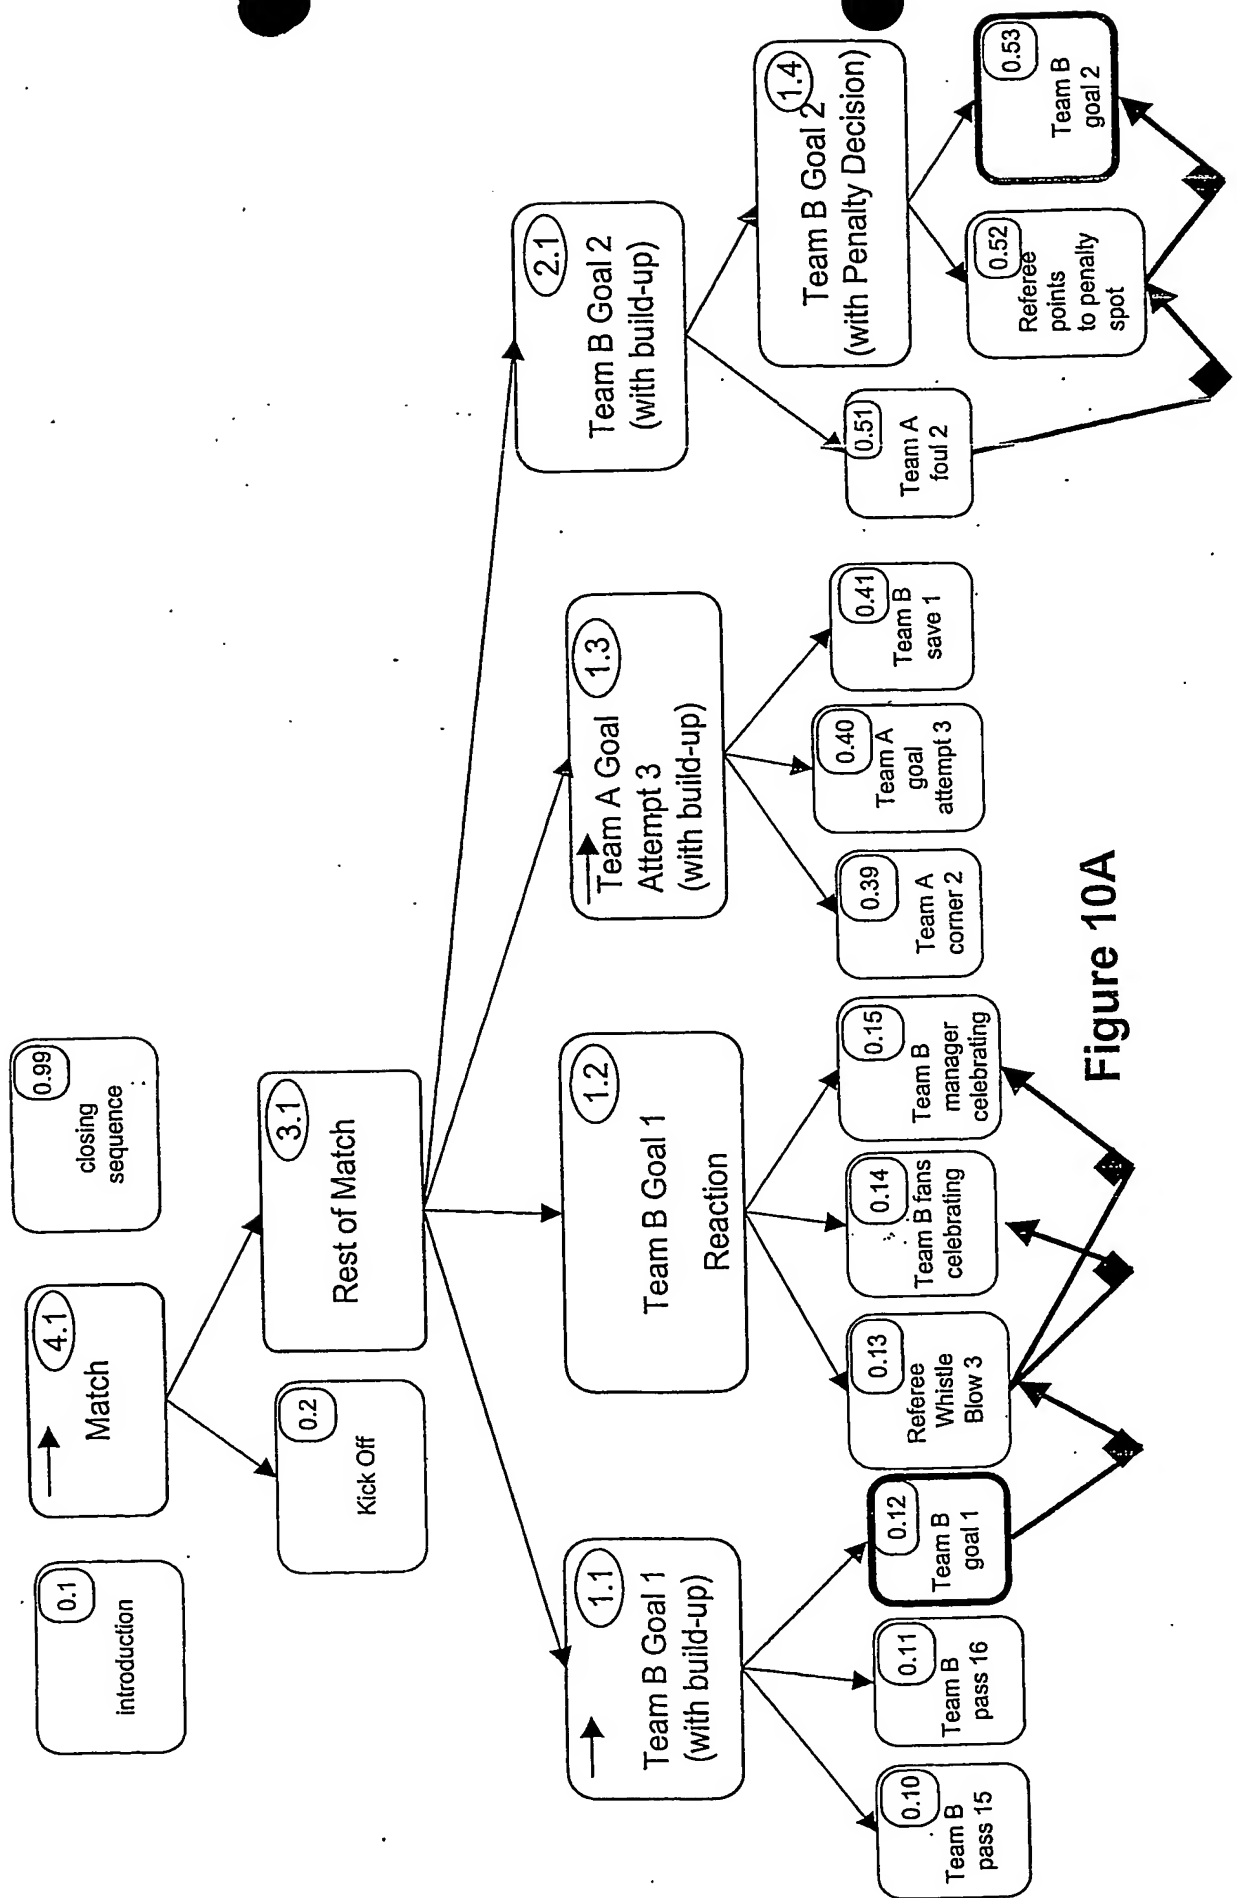 0.1
introduction
4.1
Match
0.99
closing
sequence
0.2
Kick Off
3.1
Rest of Match
1.1
Team B Goal 1
(with build-up)
1.2
Team B Goal 1
Reaction
1.3
Team A Goal
Attempt 3
(with build-up)
2.1
Team B Goal 2
(with build-up)
1.4
Team B Goal 2
(with Penalty Decision)
0.10
Team B
pass 15
0.11
Team B
pass 16
0.12
Team B
goal 1
0.13
Referee
Whistle
Blow 3
0.14
Team B fans
celebrating
0.15
Team B
manager
celebrating
0.39
Team A
corner 2
0.40
Team A
goal
attempt 3
0.41
Team B
save 1
0.51
Team A
foul 2
0.52
Referee
points
to penalty
spot
0.53
Team B
goal 2
Figure 10A